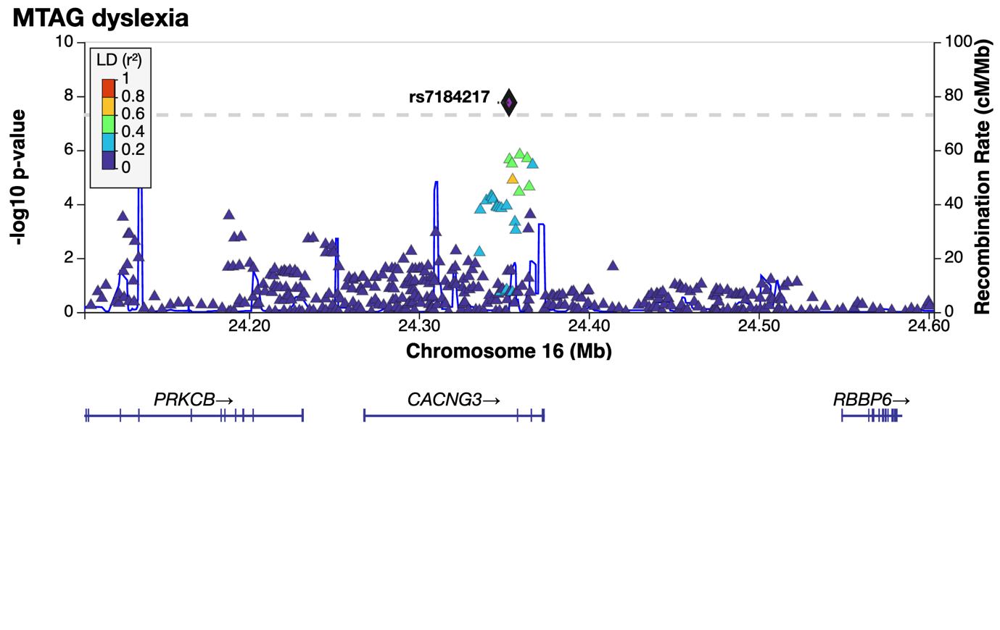 MTAG dyslexia
10
8
6
4
2
0
-log10 p-value
LD (r²)
1
0.8
0.6
0.4
0.2
0
rs7184217
100
80
60
40
20
0
Recombination Rate (cM/Mb)
24.20 24.30 24.40 24.50 24.60
Chromosome 16 (Mb)
PRKCB→ CACNG3→ RBBP6→